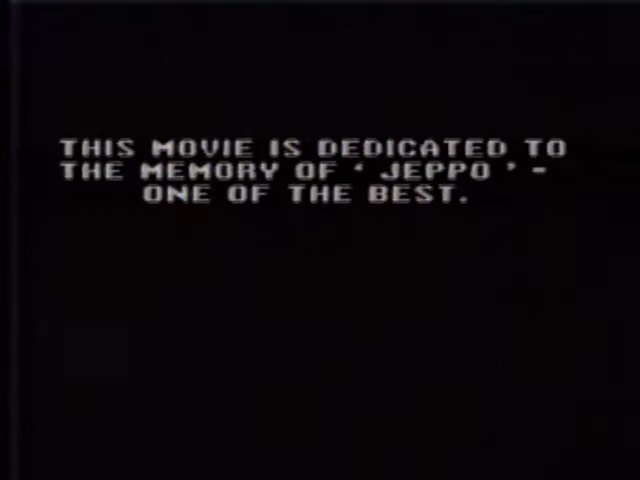 THIS MOVIE IS DEDICATED TO
THE MEMORY OF ‘ JEPPO ’ -
ONE OF THE BEST.